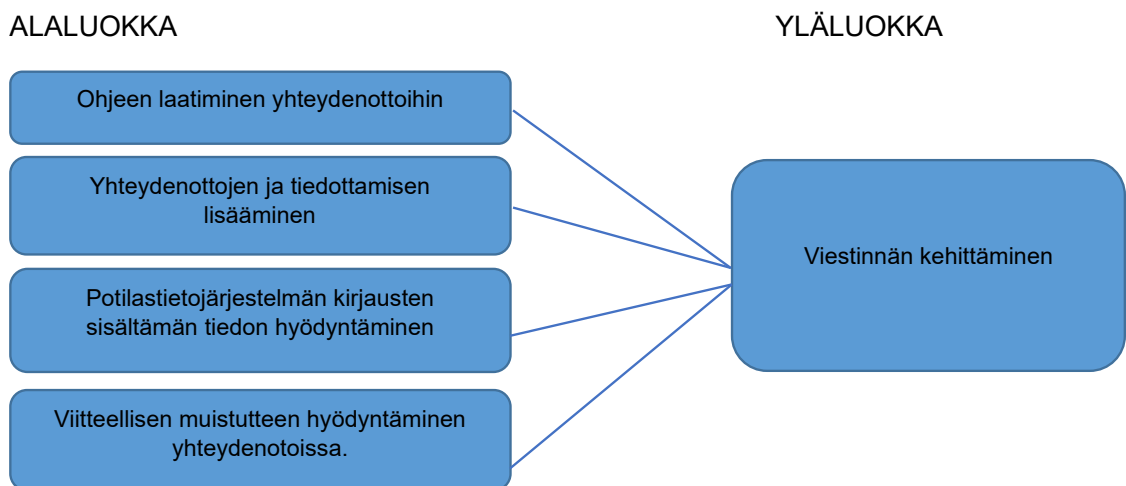 ALALUOKKA
YLÄLUOKKA
Ohjeen laatiminen yhteydenottoihin
Yhteydenottojen ja tiedottamisen
lisääminen
Potilastietojärjestelmän kirjausten
sisältämän tiedon hyödyntäminen
Viitteellisen muistutteen hyödyntäminen
yhteydenotoissa.
Viestinnän kehittäminen